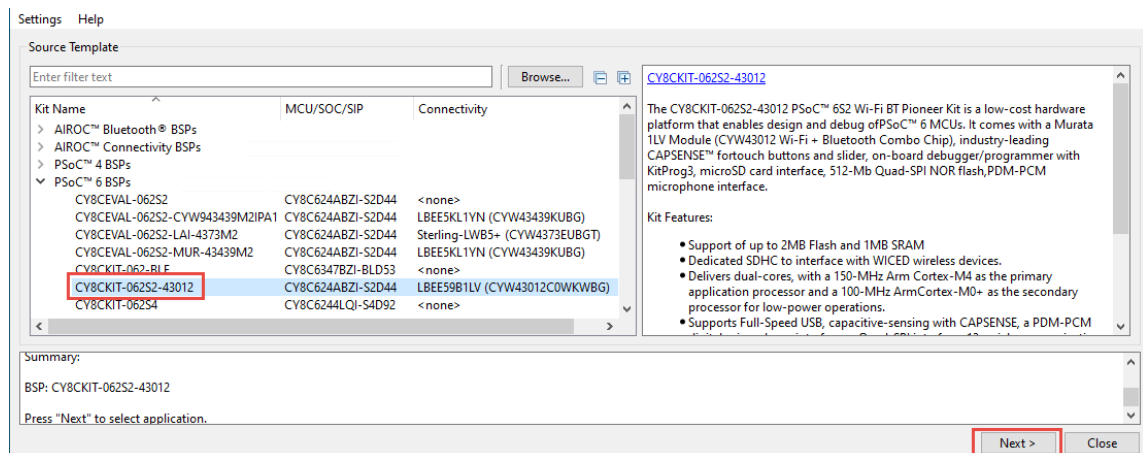 Settings Help
Source Template
Enter filter text
Browse...
Kit Name MCU/SOC/SIP Connectivity
AIROC™ Bluetooth® BSPs
AIROC™ Connectivity BSPs
PSoC™ 4 BSPs
PSoC™ 6 BSPs
CY8CEVAL-062S2 CY8C624ABZI-S2D44 <none>
CY8CEVAL-062S2-CYW943439M2IPA1 CY8C624ABZI-S2D44 LBEE5KL1YN (CYW43439KUBG)
CY8CEVAL-062S2-LAI-4373M2 CY8C624ABZI-S2D44 Sterling-LWB5+ (CYW4373EUBGT)
CY8CEVAL-062S2-MUR-43439M2 CY8C624ABZI-S2D44 LBEE5KL1YN (CYW43439KUBG)
CY8CKIT-062-BLE CY8C6347BZI-BLD53 <none>
CY8CKIT-062S2-43012 CY8C624ABZI-S2D44 LBEE59B1LV (CYW43012C0WKWBG)
CY8CKIT-062S4 CY8C6244LQI-S4D92 <none>
CY8CKIT-062S2-43012
The CY8CKIT-062S2-43012 PSoC™ 6S2 Wi-Fi BT Pioneer Kit is a low-cost hardware
platform that enables design and debug ofPSoC™ 6 MCUs. It comes with a Murata
1LV Module (CYW43012 Wi-Fi + Bluetooth Combo Chip), industry-leading
CAPSENSE™ fortouch buttons and slider, on-board debugger/programmer with
KitProg3, microSD card interface, 512-Mb Quad-SPI NOR flash,PDM-PCM
microphone interface.
Kit Features:
• Support of up to 2MB Flash and 1MB SRAM
• Dedicated SDHC to interface with WICED wireless devices.
• Delivers dual-cores, with a 150-MHz Arm Cortex-M4 as the primary
application processor and a 100-MHz ArmCortex-M0+ as the secondary
processor for low-power operations.
• Supports Full-Speed USB, capacitive-sensing with CAPSENSE, a PDM-PCM
Summary:
BSP: CY8CKIT-062S2-43012
Press "Next" to select application.
Next > Close